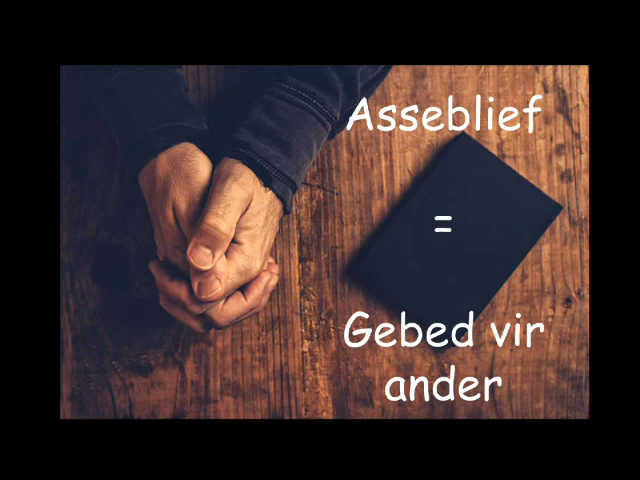 Asseblief
=
Gebed vir
ander